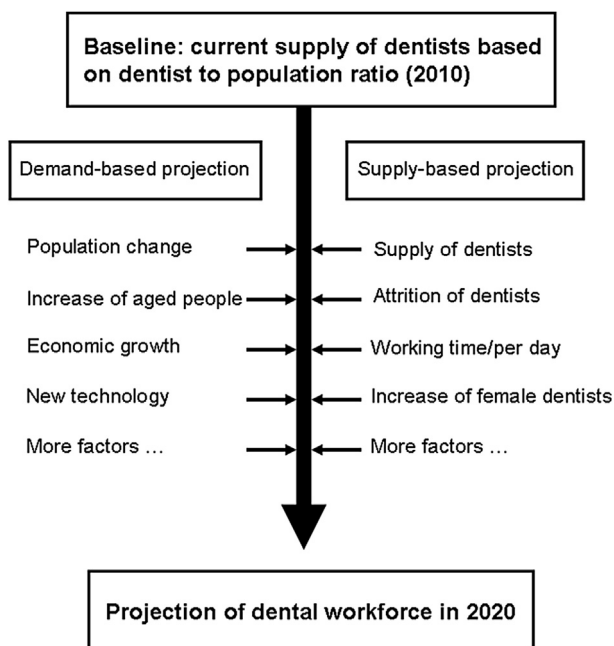 Baseline: current supply of dentists based
on dentist to population ratio (2010)
Demand-based projection
Supply-based projection
Population change
Supply of dentists
Increase of aged people
Attrition of dentists
Economic growth
Working time/per day
New technology
Increase of female dentists
More factors …
More factors …
Projection of dental workforce in 2020